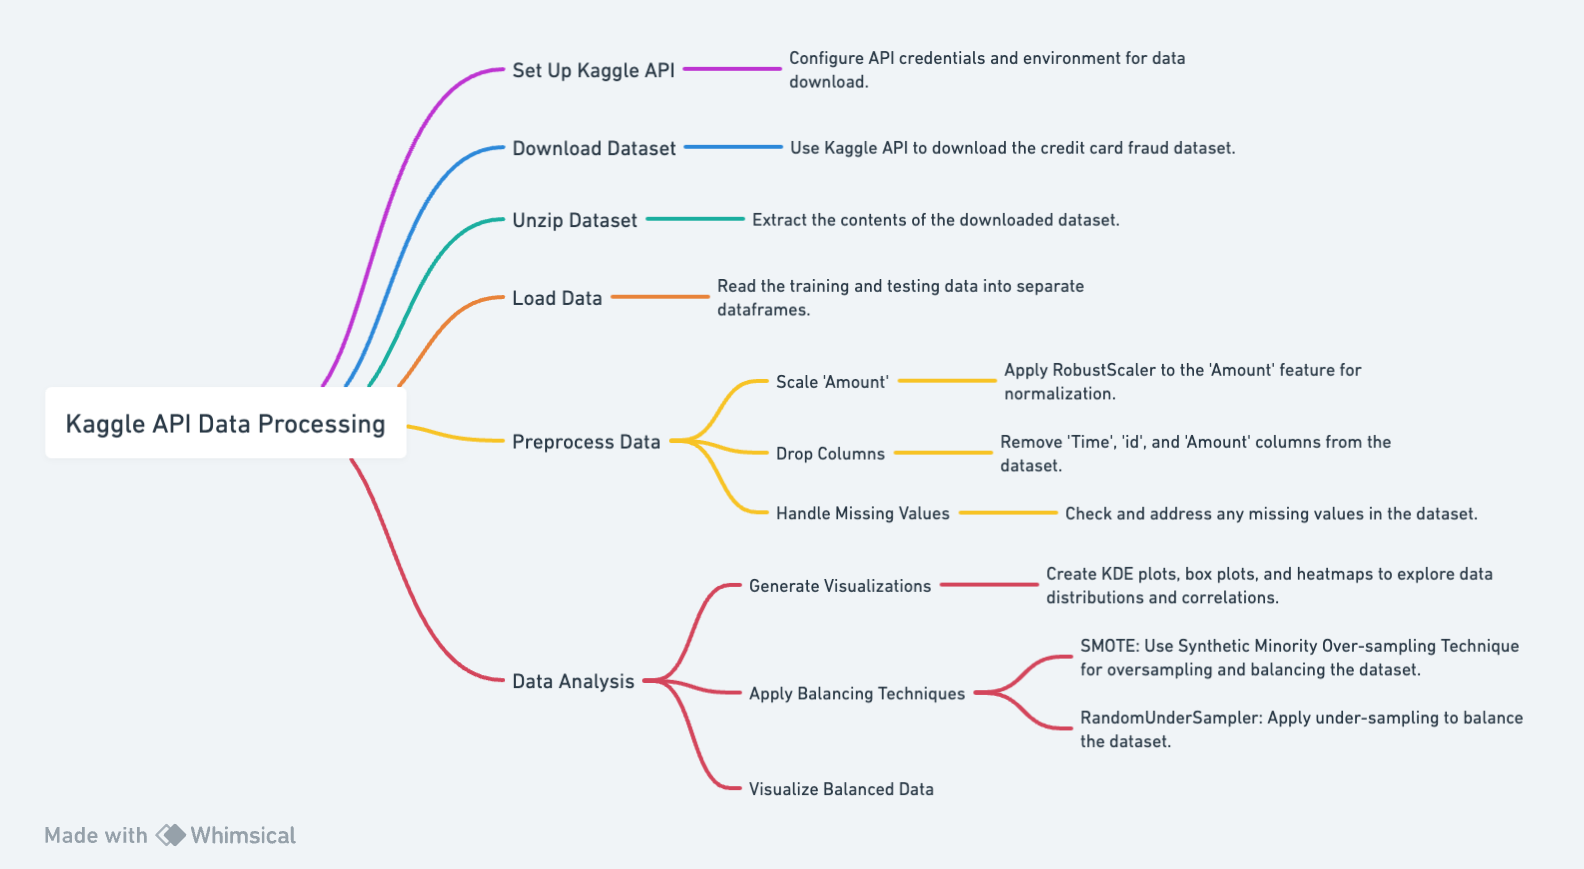 Set Up Kaggle API
Configure API credentials and environment for data
download.
Download Dataset
Use Kaggle API to download the credit card fraud dataset.
Unzip Dataset
Extract the contents of the downloaded dataset.
Load Data
Read the training and testing data into separate
dataframes.
Kaggle API Data Processing
Preprocess Data
Scale 'Amount'
Apply RobustScaler to the 'Amount' feature for
normalization.
Drop Columns
Remove 'Time', 'id', and 'Amount' columns from the
dataset.
Handle Missing Values
Check and address any missing values in the dataset.
Data Analysis
Generate Visualizations
Create KDE plots, box plots, and heatmaps to explore data
distributions and correlations.
Apply Balancing Techniques
SMOTE: Use Synthetic Minority Over-sampling Technique
for oversampling and balancing the dataset.
RandomUnderSampler: Apply under-sampling to balance
the dataset.
Visualize Balanced Data
Made with Whimsical